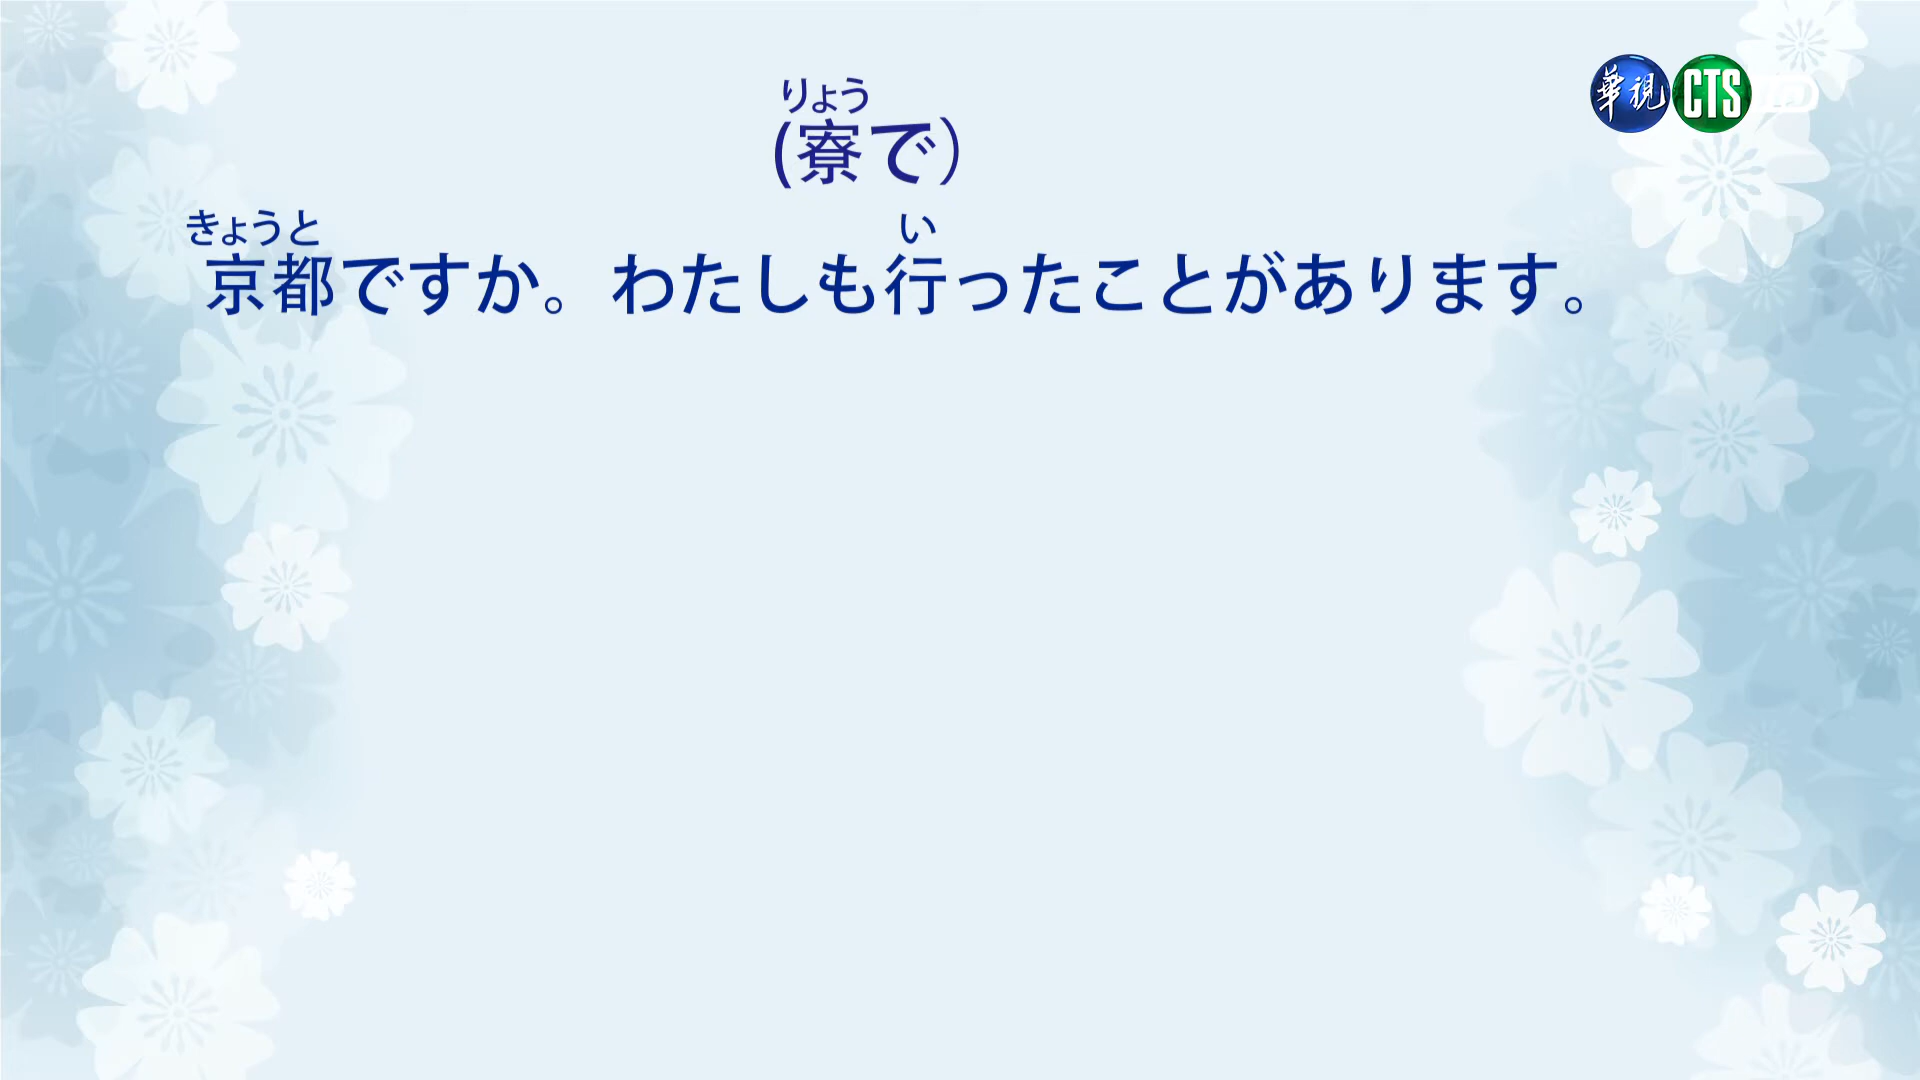 華視 CTS
りょう
(寮で)
きょうと い
京都ですか。わたしも行ったことがあります。